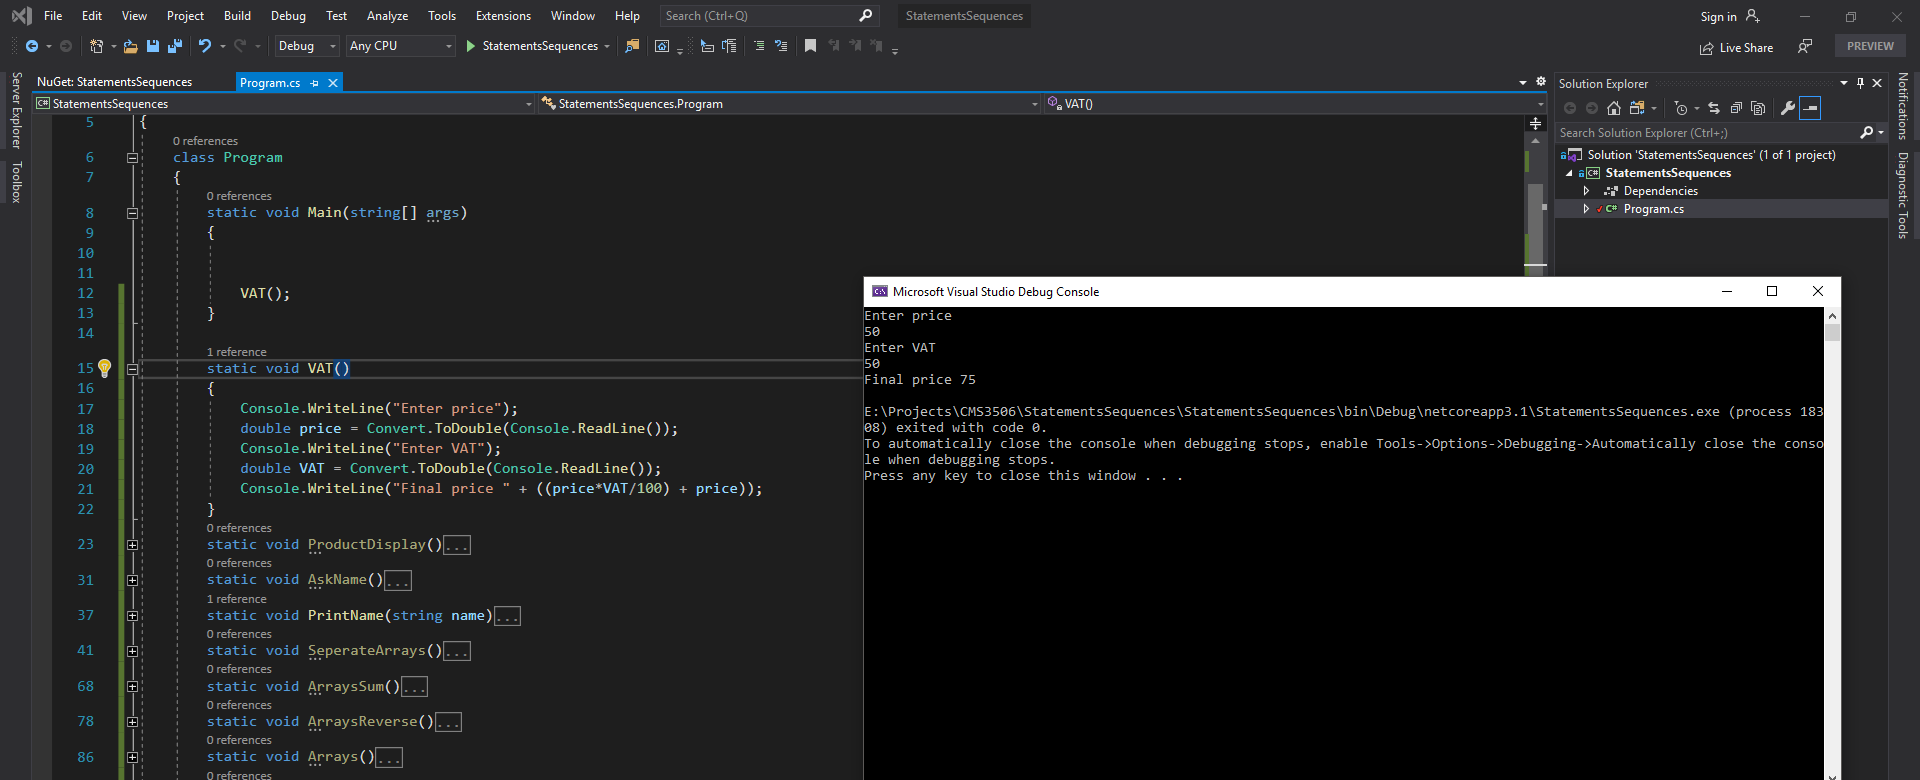 File Edit View Project Build Debug Test Analyze Tools Extensions Window Help Search (Ctrl+Q) StatementsSequences Sign in
Debug Any CPU StatementsSequences Live Share PREVIEW
Server Explorer
Toolbox
NuGet: StatementsSequences Program.cs
C# StatementsSequences StatementsSequences.Program VAT()
5 {
0 references
6 class Program
7 {
0 references
8 static void Main(string[] args)
9 {
10
11
12 VAT();
13 }
14
1 reference
15 static void VAT()
16 {
17 Console.WriteLine("Enter price");
18 double price = Convert.ToDouble(Console.ReadLine());
19 Console.WriteLine("Enter VAT");
20 double VAT = Convert.ToDouble(Console.ReadLine());
21 Console.WriteLine("Final price " + ((price*VAT/100) + price));
22 }
0 references
23 static void ProductDisplay()...
0 references
31 static void AskName()...
1 reference
37 static void PrintName(string name)...
0 references
41 static void SeperateArrays()...
0 references
68 static void ArraysSum()...
0 references
78 static void ArraysReverse()...
0 references
86 static void Arrays()...
0 references
C:\ Microsoft Visual Studio Debug Console
Enter price
50
Enter VAT
50
Final price 75
E:\Projects\CMS3506\StatementsSequences\StatementsSequences\bin\Debug\netcoreapp3.1\StatementsSequences.exe (process 183
08) exited with code 0.
To automatically close the console when debugging stops, enable Tools->Options->Debugging->Automatically close the conso
le when debugging stops.
Press any key to close this window . . .
Solution Explorer
Search Solution Explorer (Ctrl+;)
Solution 'StatementsSequences' (1 of 1 project)
C# StatementsSequences
Dependencies
C# Program.cs
Notifications
Diagnostic Tools